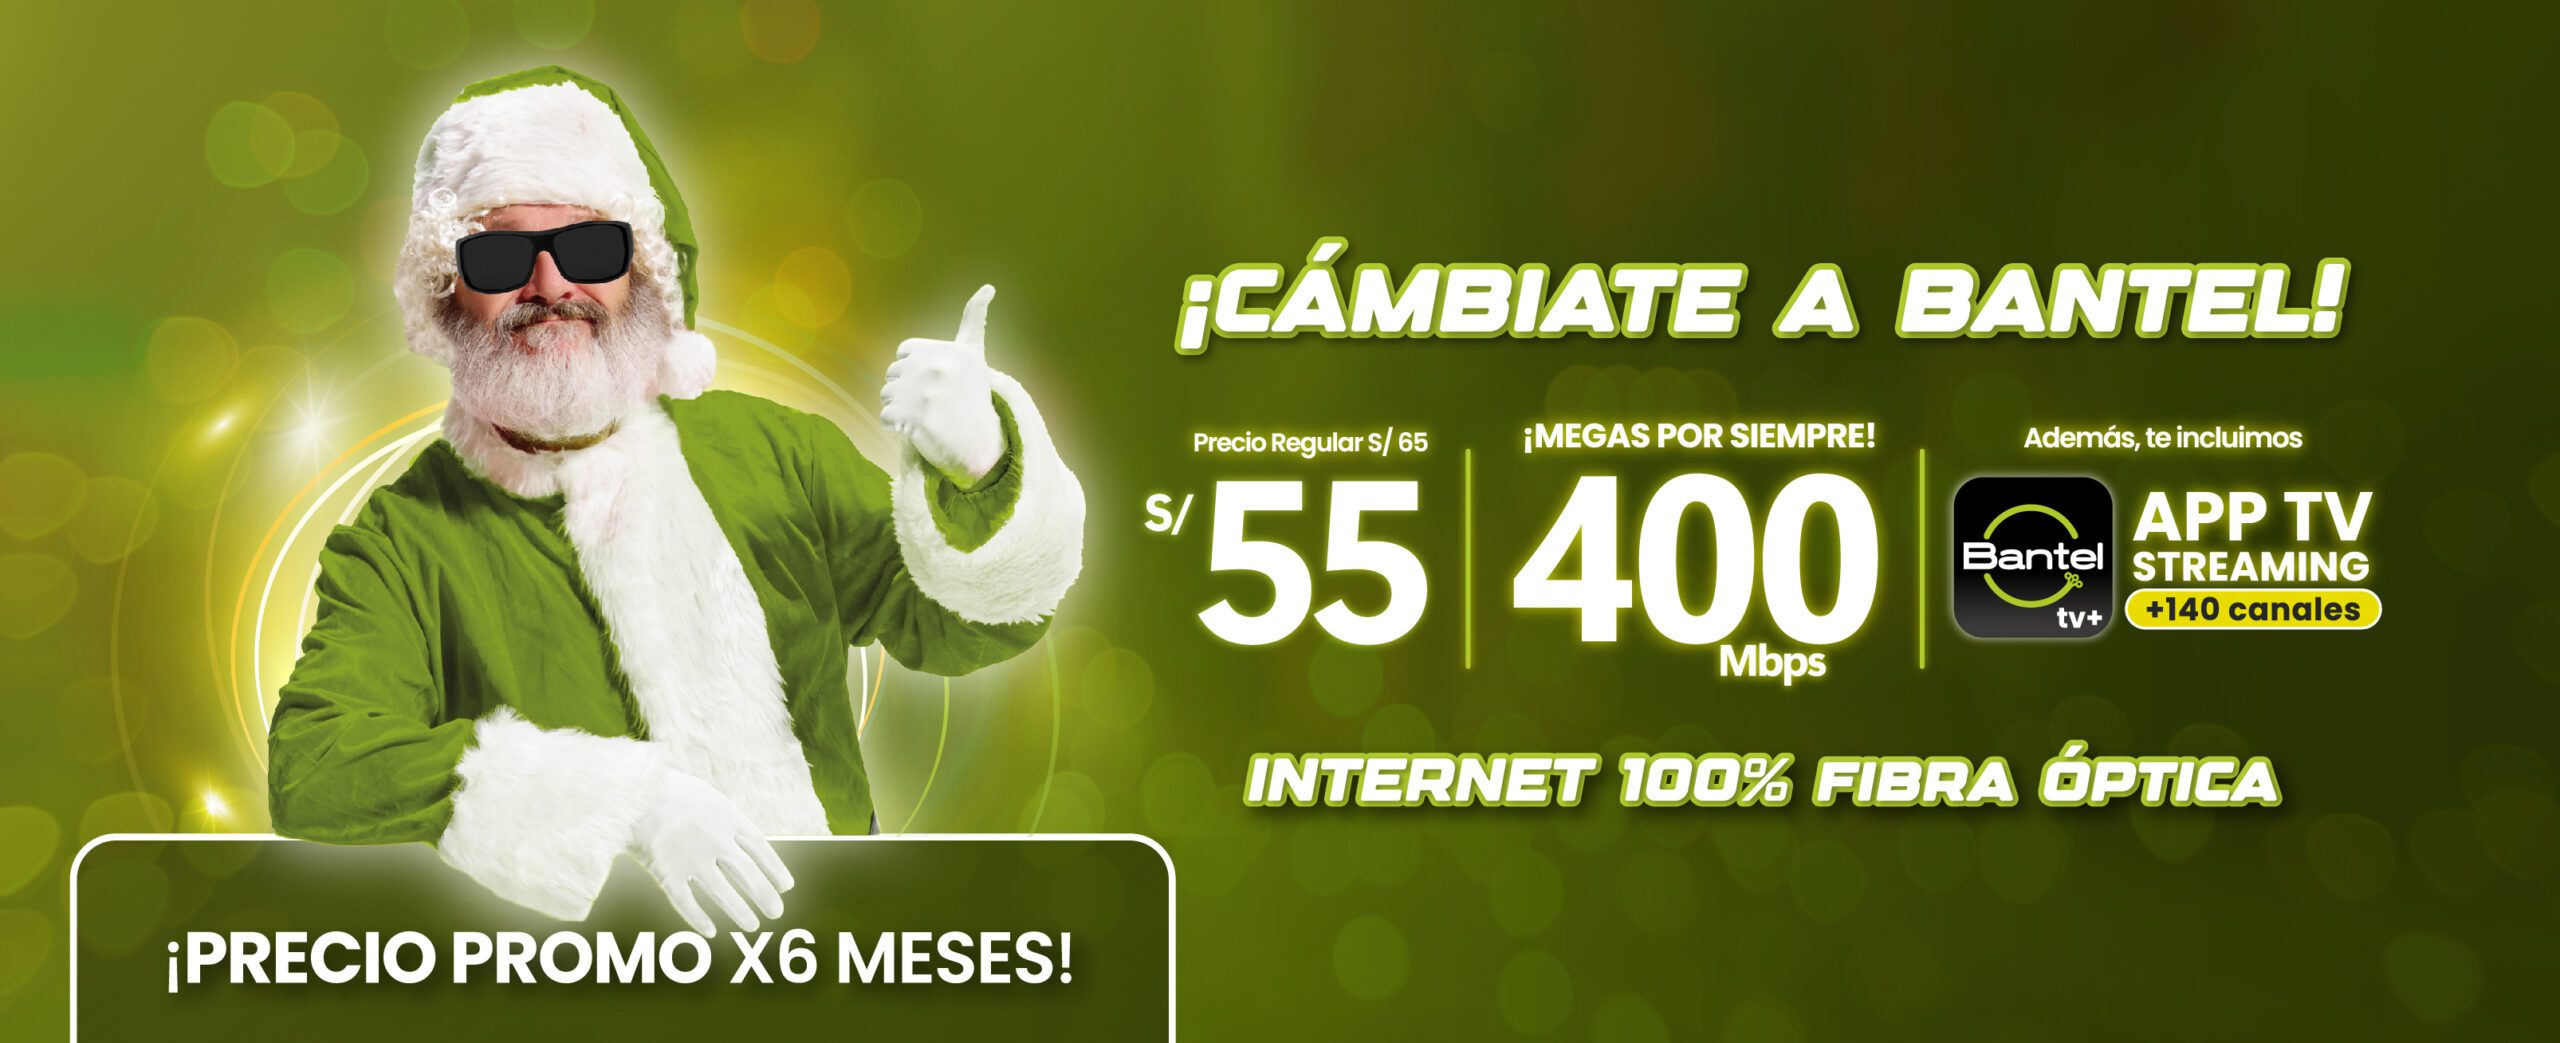 ¡CÁMBIATE A BANTEL!
Precio Regular S/ 65
S/ 55
¡MEGAS POR SIEMPRE!
400
Mbps
Además, te incluimos
Bantel
tv+
APP TV
STREAMING
+140 canales
INTERNET 100% FIBRA ÓPTICA
¡PRECIO PROMO X6 MESES!